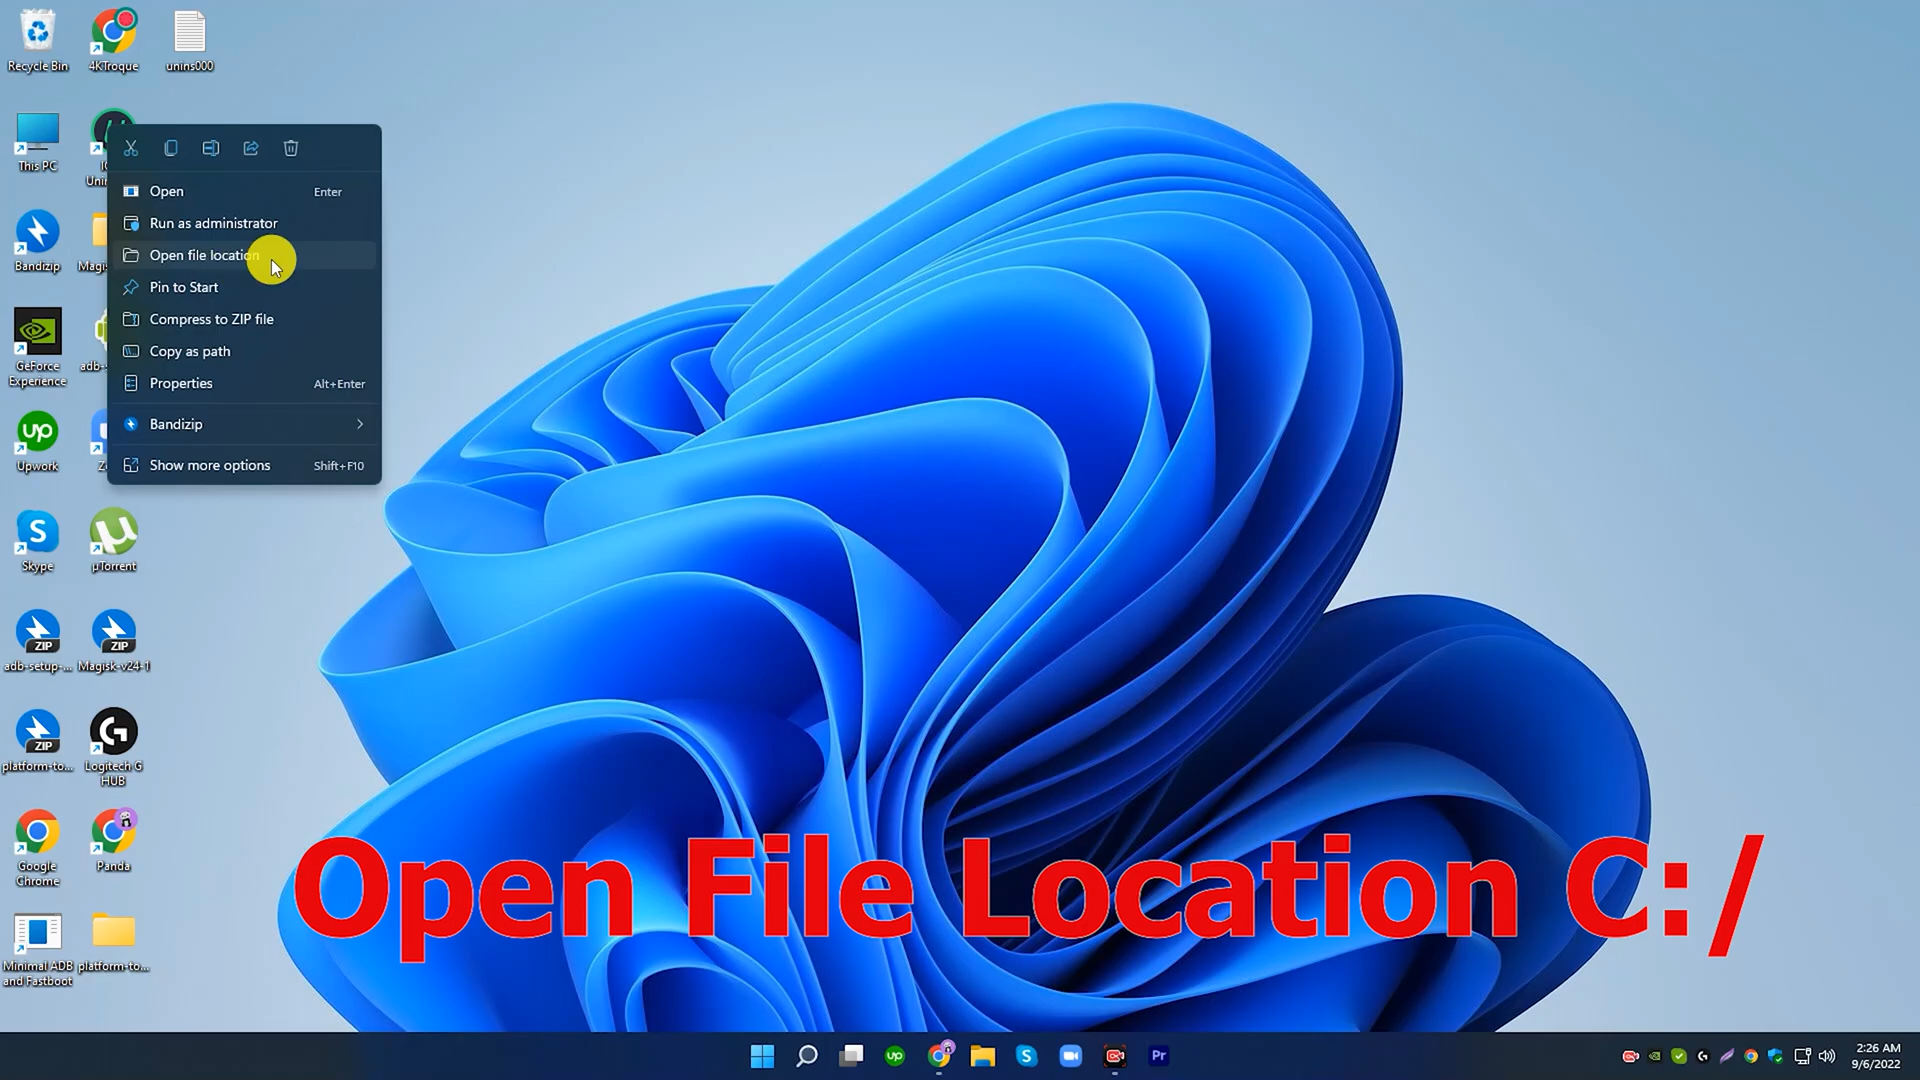 Recycle Bin
4KTroque
unins000
This PC
Bandizip
GeForce
Experience
Upwork
Skype
µTorrent
adb-setup-...
Magisk-v24-1
platform-to...
Logitech G
HUB
Google
Chrome
Panda
Minimal ADB
and Fastboot
platform-to...
Open Enter
Run as administrator
Open file location
Pin to Start
Compress to ZIP file
Copy as path
Properties Alt+Enter
Bandizip
Show more options Shift+F10
Open File Location C:/
2:26 AM
9/6/2022